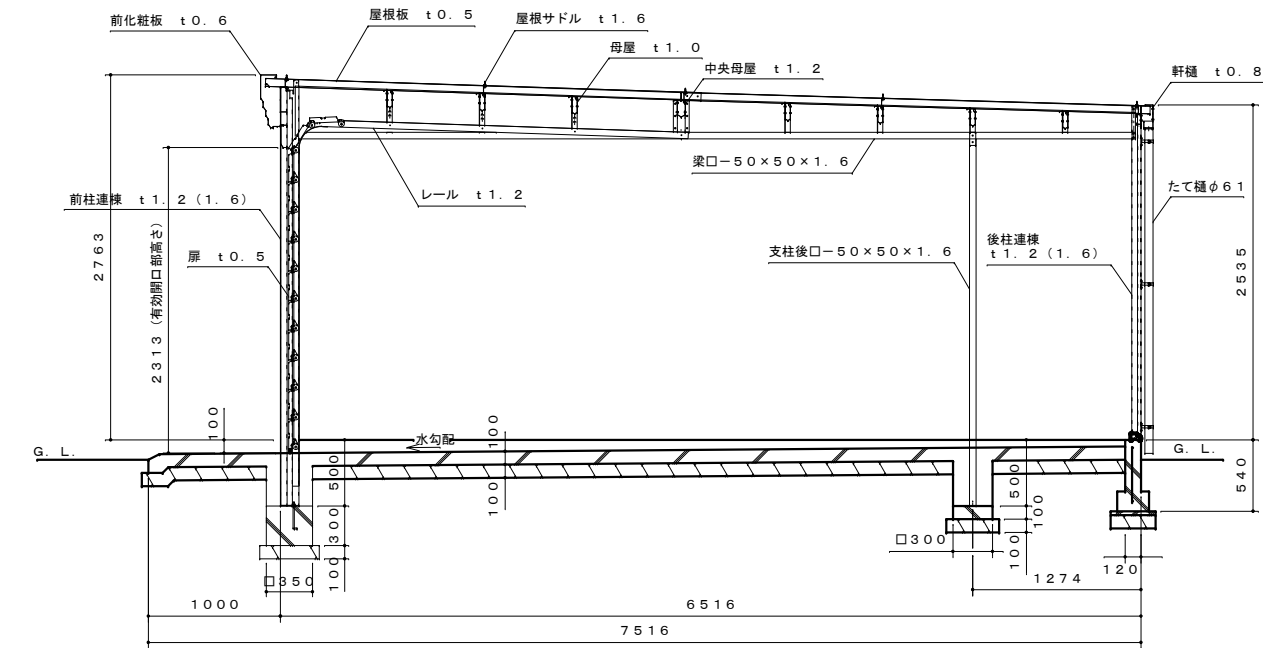 前化粧板　ｔ０．６
屋根板　ｔ０．５
屋根サドル　ｔ１．６
母屋　ｔ１．０
中央母屋　ｔ１．２
軒樋　ｔ０．８
梁口－５０×５０×１．６
レール　ｔ１．２
前柱連棟　ｔ１．２（１．６）
たて樋φ６１
扉　ｔ０．５
支柱後口－５０×５０×１．６
後柱連棟
ｔ１．２（１．６）
２７６３
２３１３（有効開口部高さ）
２５３５
１００
水勾配
１００
Ｇ．Ｌ．
Ｇ．Ｌ．
５００
１００
５００
５４０
３００
１００
１００
１００
□３００
□３５０
１２０
１２７４
１０００
６５１６
７５１６